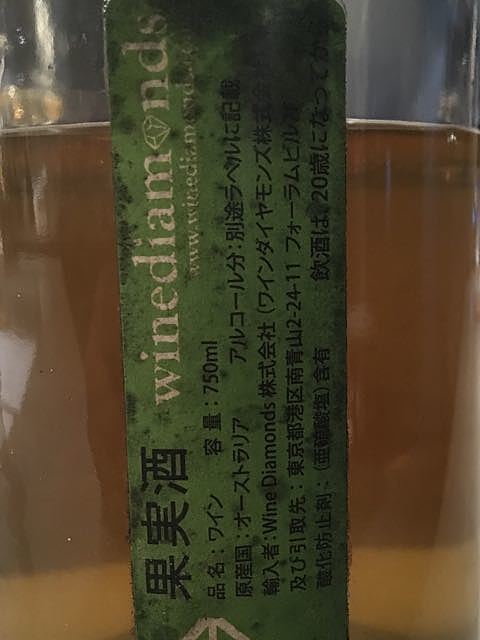 winediamonds
www.winediamond
果実酒
品名：ワイン 容量：750ml
原産国：オーストラリア アルコール分：別途ラベルに記載
輸入者：Wine Diamonds 株式会社（ワインダイヤモンズ株式会
及び引取先：東京都港区南青山2-24-11 フォーラムビル
酸化防止剤：（亜硫酸塩）含有 飲酒は、20歳になってか